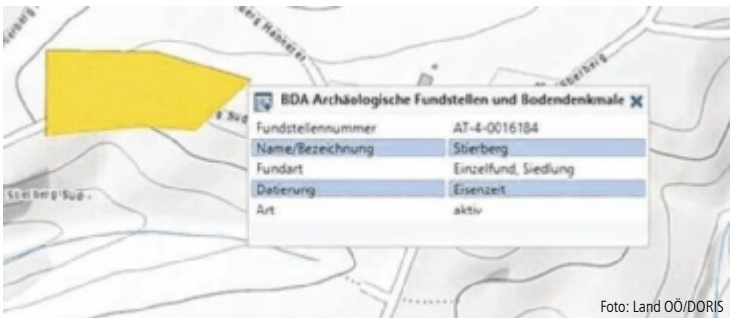 BDA Archäologische Fundstellen und Bodendenkmale
Fundstellennummer AT-4-0016184
Name/Bezeichnung Stierberg
Fundart Einzelfund, Siedlung
Datierung Eisenzeit
Art aktiv
Stierberg Süd
Foto: Land OÖ/DORIS